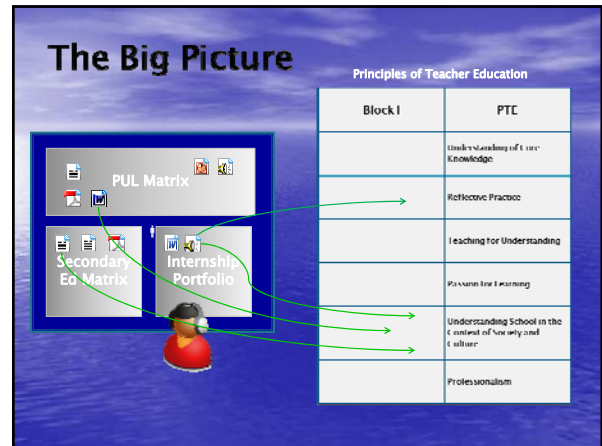 The Big Picture
Principles of Teacher Education
Block I
PTE
Understanding of Core
Knowledge
Reflective Practice
Teaching for Understanding
Passion for Learning
Understanding School in the
Context of Society and
Culture
Professionalism
PUL Matrix
Secondary
Ed Matrix
Internship
Portfolio